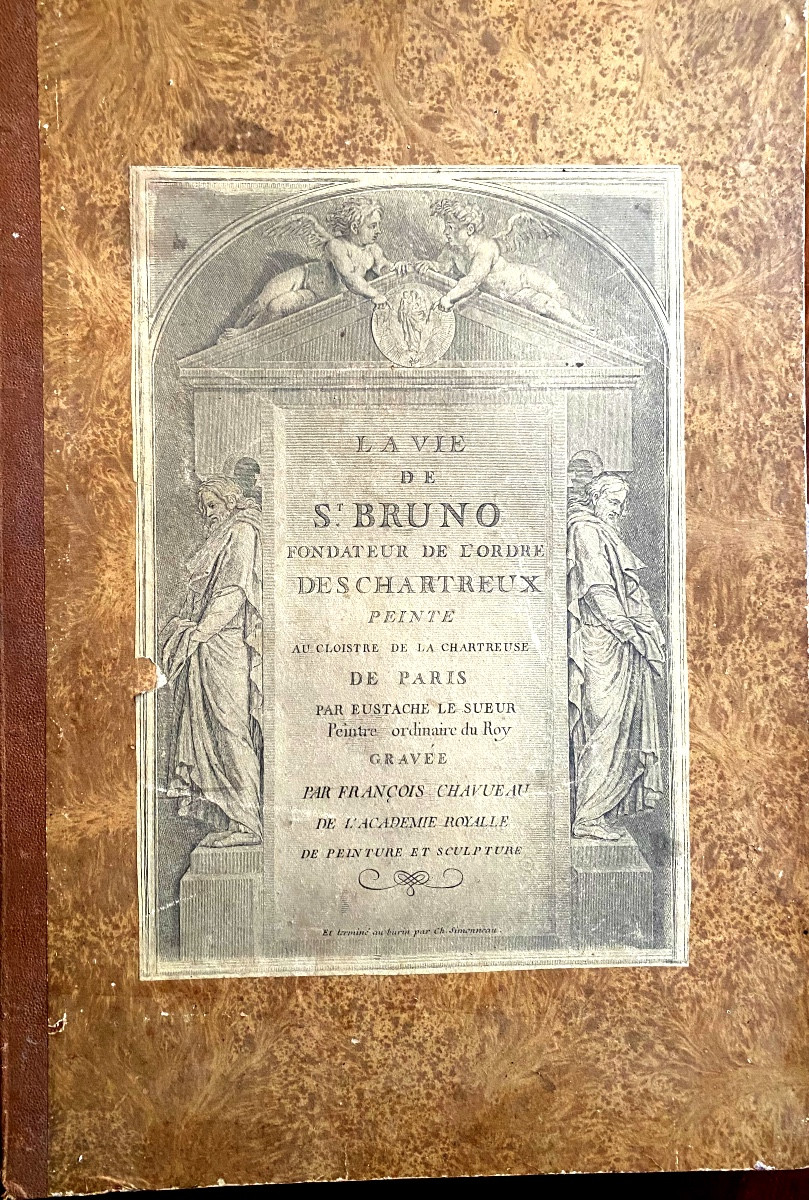 LA VIE
DE
S.T BRUNO
FONDATEUR DE L'ORDRE
DES CHARTREUX
PEINTE
AU CLOISTRE DE LA CHARTREUSE
DE PARIS
PAR EUSTACHE LE SUEUR
Peintre ordinaire du Roy
GRAVÉE
PAR FRANÇOIS CHAVUEAU
DE L'ACADEMIE ROYALLE
DE PEINTURE ET SCULPTURE
Et terminé au burin par Ch. Simonneau.